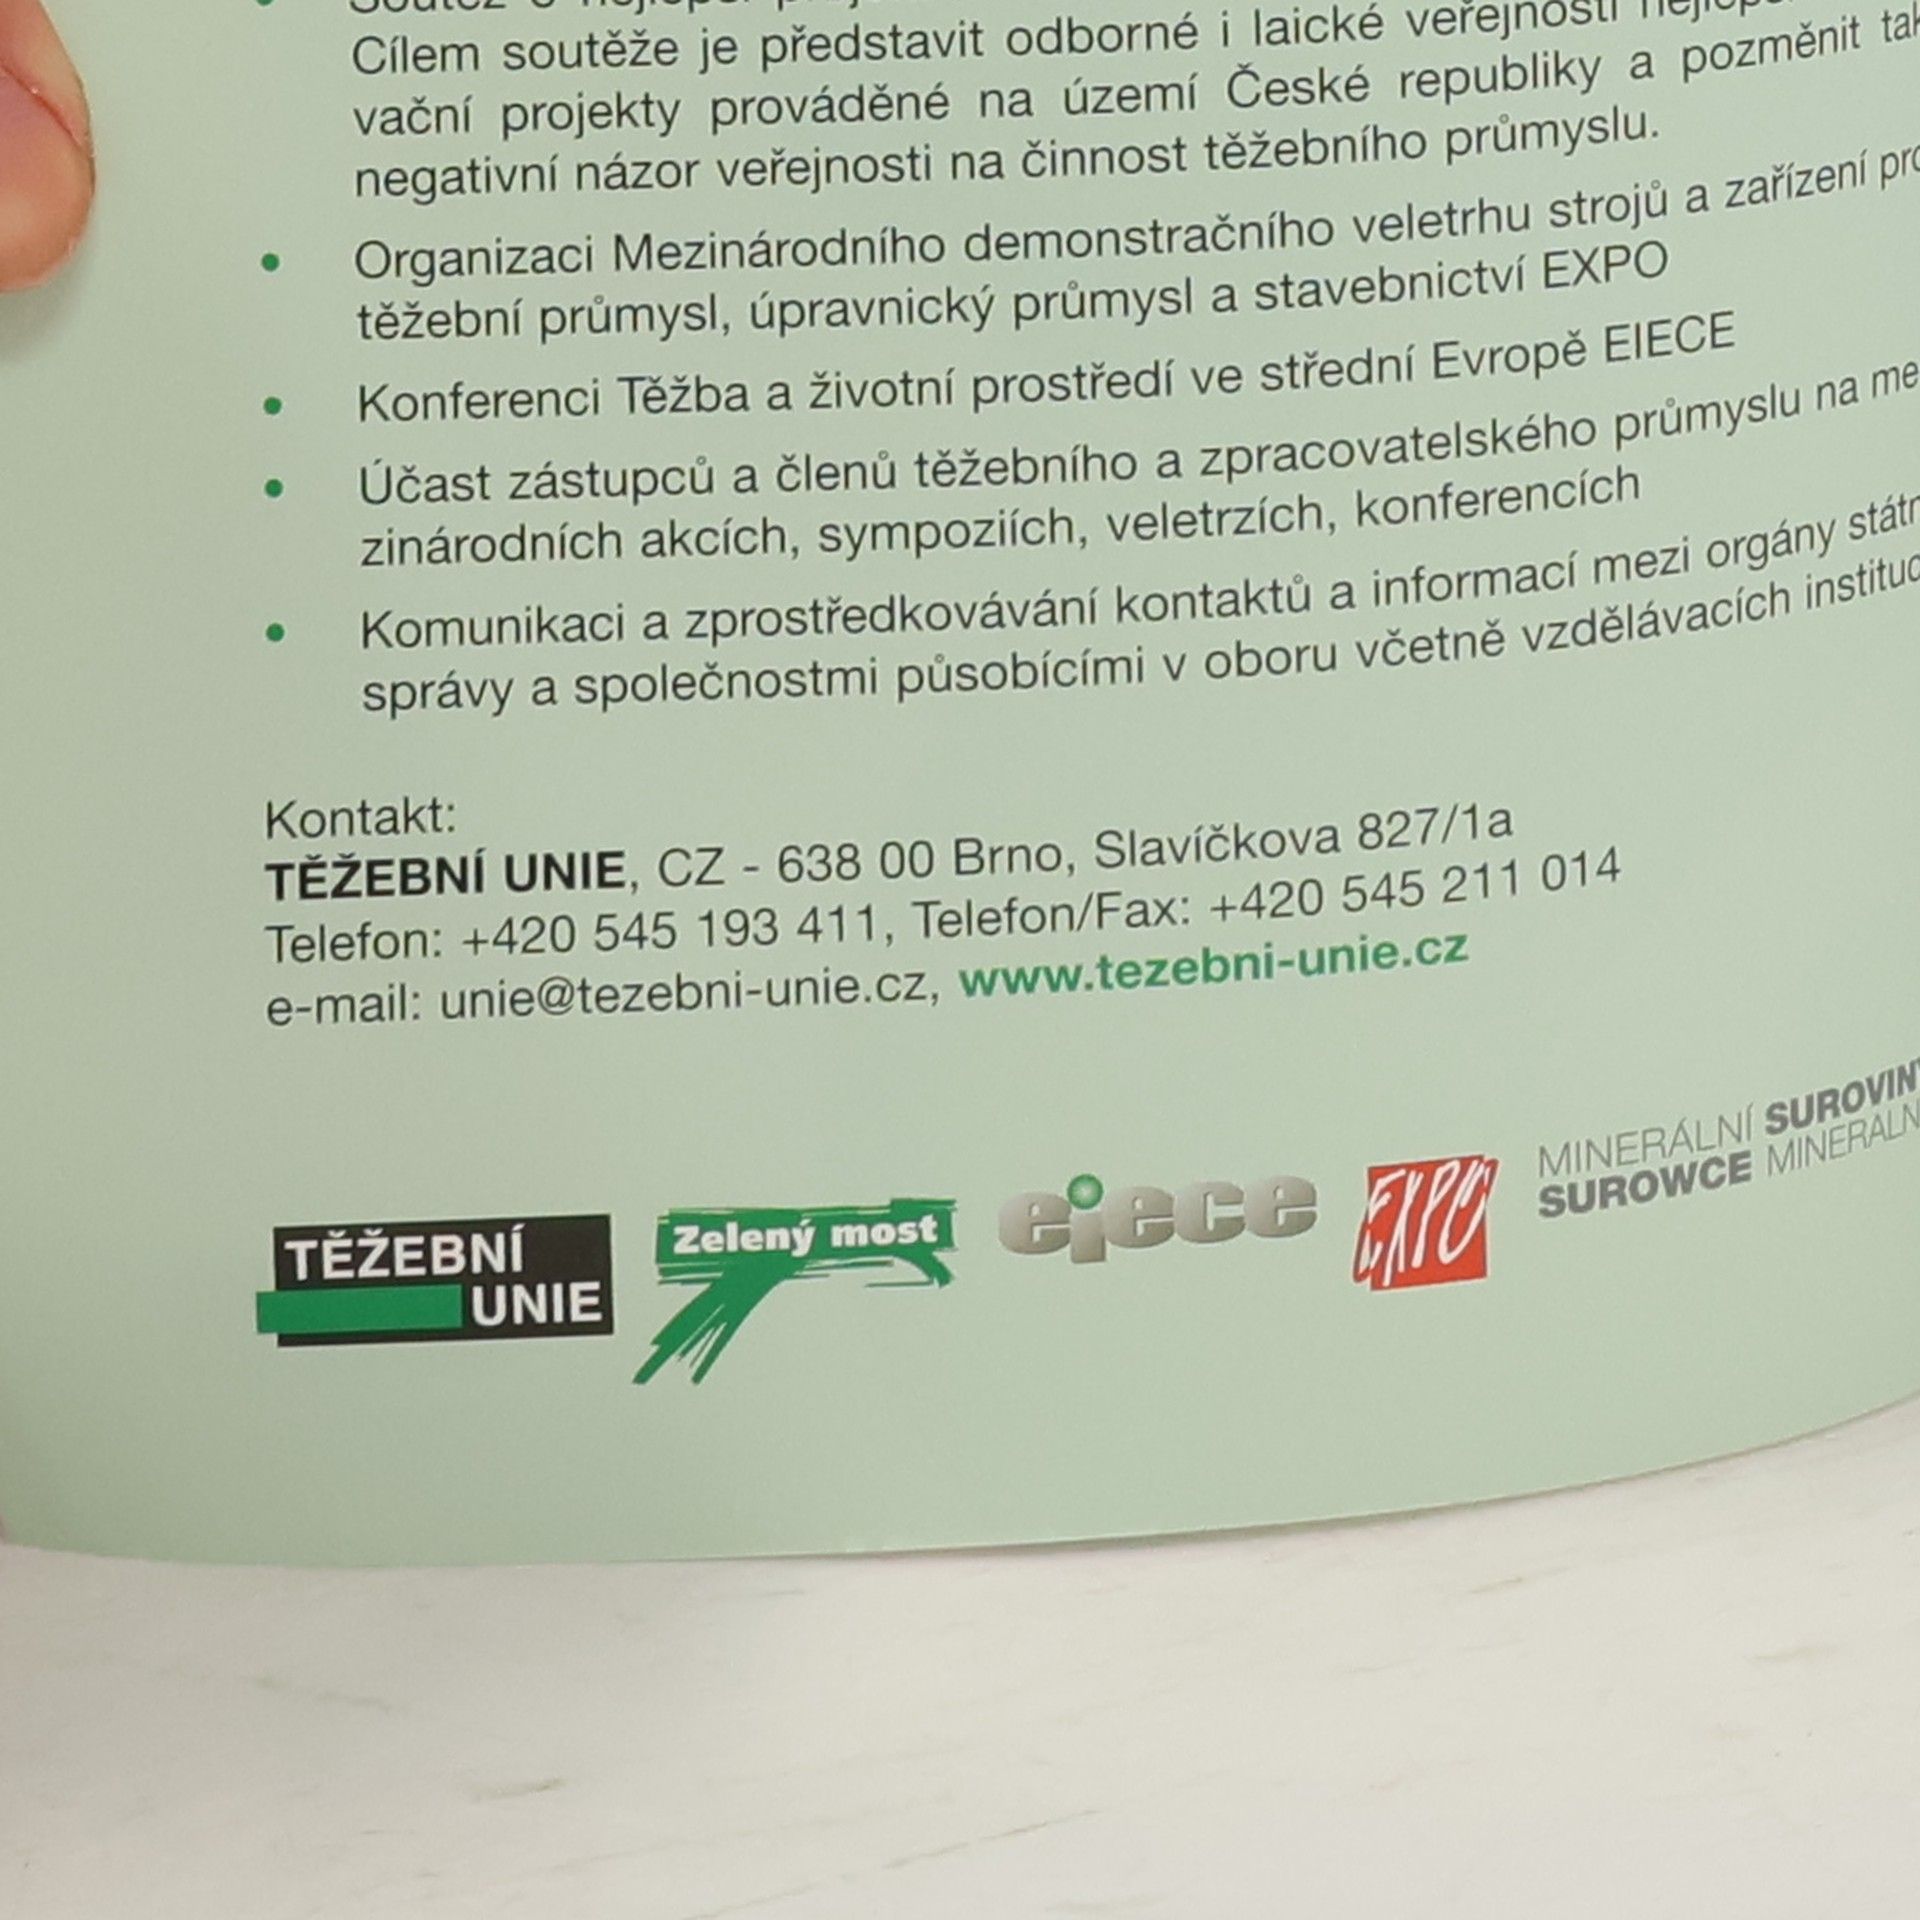 Cílem soutěže je představit odborné i laické veřejnosti
vační projekty prováděné na území České republiky a pozměnit
negativní názor veřejnosti na činnost těžebního průmyslu.
• Organizaci Mezinárodního demonstračního veletrhu strojů a zařízení
těžební průmysl, úpravnický průmysl a stavebnictví EXPO
• Konferenci Těžba a životní prostředí ve střední Evropě EIECE
• Účast zástupců a členů těžebního a zpracovatelského průmyslu na me
zinárodních akcích, sympoziích, veletrzích, konferencích
• Komunikaci a zprostředkovávání kontaktů a informací mezi orgány
správy a společnostmi působícími v oboru včetně vzdělávacích
Kontakt:
TĚŽEBNÍ UNIE, CZ - 638 00 Brno, Slavíčkova 827/1a
Telefon: +420 545 193 411, Telefon/Fax: +420 545 211 014
e-mail: unie@tezebni-unie.cz, www.tezebni-unie.cz
TĚŽEBNÍ
UNIE
Zelený most
eiece
EXPO
MINERÁLNÍ SUROVINY
SUROWCE